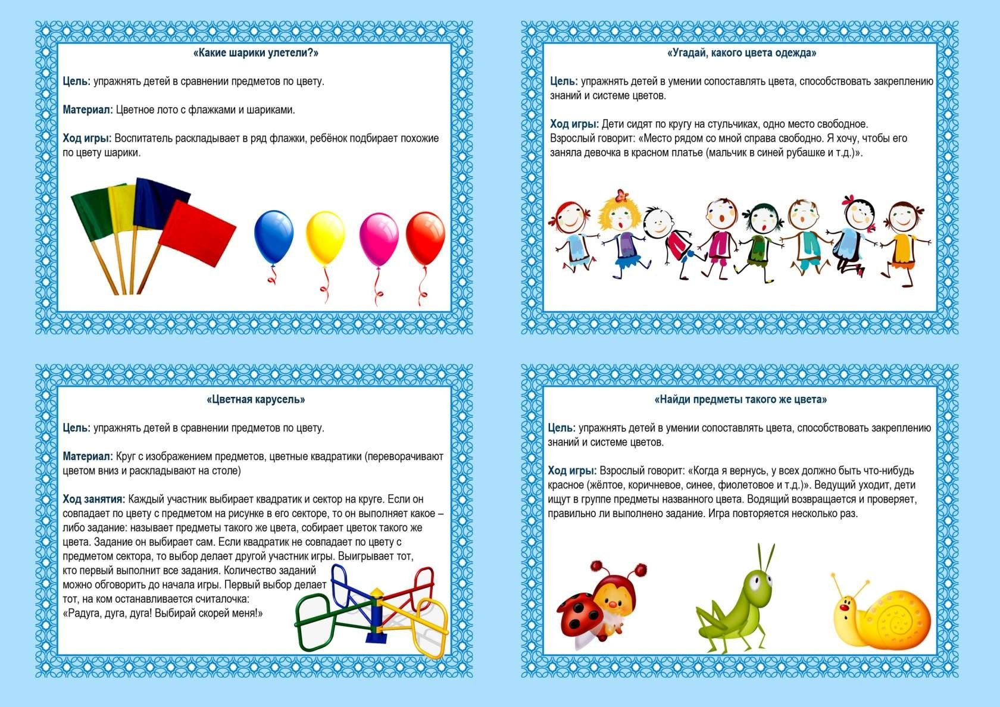 «Какие шарики улетели?»
Цель: упражнять детей в сравнении предметов по цвету.
Материал: Цветное лото с флажками и шариками.
Ход игры: Воспитатель раскладывает в ряд флажки, ребёнок подбирает похожие
по цвету шарики.
«Угадай, какого цвета одежда»
Цель: упражнять детей в умении сопоставлять цвета, способствовать закреплению
знаний и системе цветов.
Ход игры: Дети сидят по кругу на стульчиках, одно место свободное.
Взрослый говорит: «Место рядом со мной справа свободно. Я хочу, чтобы его
заняла девочка в красном платье (мальчик в синей рубашке и т.д.)».
«Цветная карусель»
Цель: упражнять детей в сравнении предметов по цвету.
Материал: Круг с изображением предметов, цветные квадратики (переворачивают
цветом вниз и раскладывают на столе)
Ход занятия: Каждый участник выбирает квадратик и сектор на круге. Если он
совпадает по цвету с предметом на рисунке в его секторе, то он выполняет какое –
либо задание: называет предметы такого же цвета, собирает цветок такого же
цвета. Задание он выбирает сам. Если квадратик не совпадает по цвету с
предметом сектора, то выбор делает другой участник игры. Выигрывает тот,
кто первый выполнит все задания. Количество заданий
можно обговорить до начала игры. Первый выбор делает
тот, на ком останавливается считалочка:
«Радуга, дуга, дуга! Выбирай скорей меня!»
«Найди предметы такого же цвета»
Цель: упражнять детей в умении сопоставлять цвета, способствовать закреплению
знаний и системе цветов.
Ход игры: Взрослый говорит: «Когда я вернусь, у всех должно быть что-нибудь
красное (жёлтое, коричневое, синее, фиолетовое и т.д.)». Ведущий уходит, дети
ищут в группе предметы названного цвета. Водящий возвращается и проверяет,
правильно ли выполнено задание. Игра повторяется несколько раз.